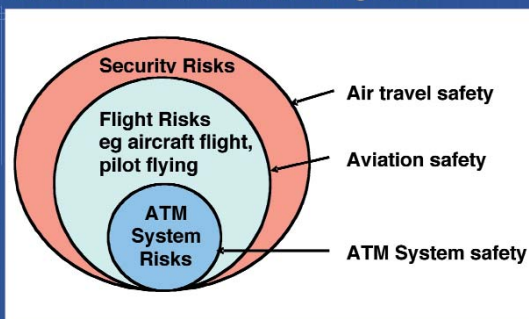 Security Risks
Flight Risks
eg aircraft flight,
pilot flying
ATM
System
Risks
Air travel safety
Aviation safety
ATM System safety